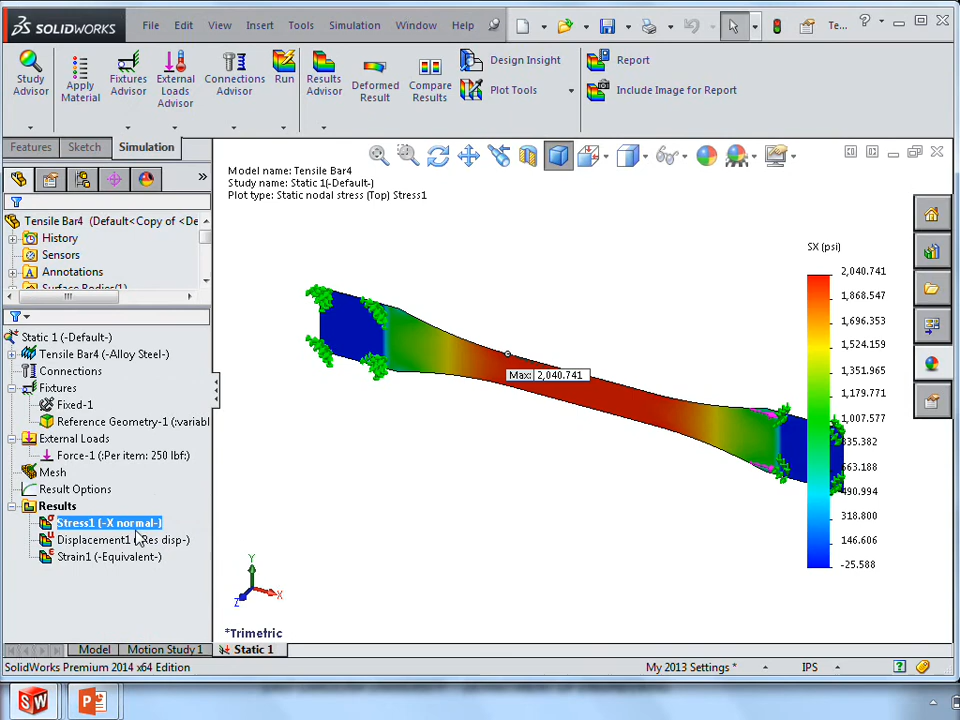 SOLIDWORKS File Edit View Insert Tools Simulation Window Help Te... ?
Study Advisor
Apply Material
Fixtures Advisor
External Loads Advisor
Connections Advisor
Run
Results Advisor
Deformed Result
Compare Results
Design Insight
Plot Tools
Report
Include Image for Report
Features Sketch Simulation
Model name: Tensile Bar4
Study name: Static 1(-Default-)
Plot type: Static nodal stress (Top) Stress1
Tensile Bar4 (Default<Copy of <De
History
Sensors
Annotations
Surface Bodies(1)
Static 1 (-Default-)
Tensile Bar4 (-Alloy Steel-)
Connections
Fixtures
Fixed-1
Reference Geometry-1 (:variabl
External Loads
Force-1 (:Per item: 250 lbf:)
Mesh
Result Options
Results
Stress1 (-X normal-)
Displacement1 (-Res disp-)
Strain1 (-Equivalent-)
SX (psi)
2,040.741
1,868.547
1,696.353
1,524.159
1,351.965
1,179.771
1,007.577
835.382
663.188
490.994
318.800
146.606
-25.588
Max: 2,040.741
Y
Z X
*Trimetric
Model Motion Study 1 Static 1
SolidWorks Premium 2014 x64 Edition My 2013 Settings * IPS ?
SW P